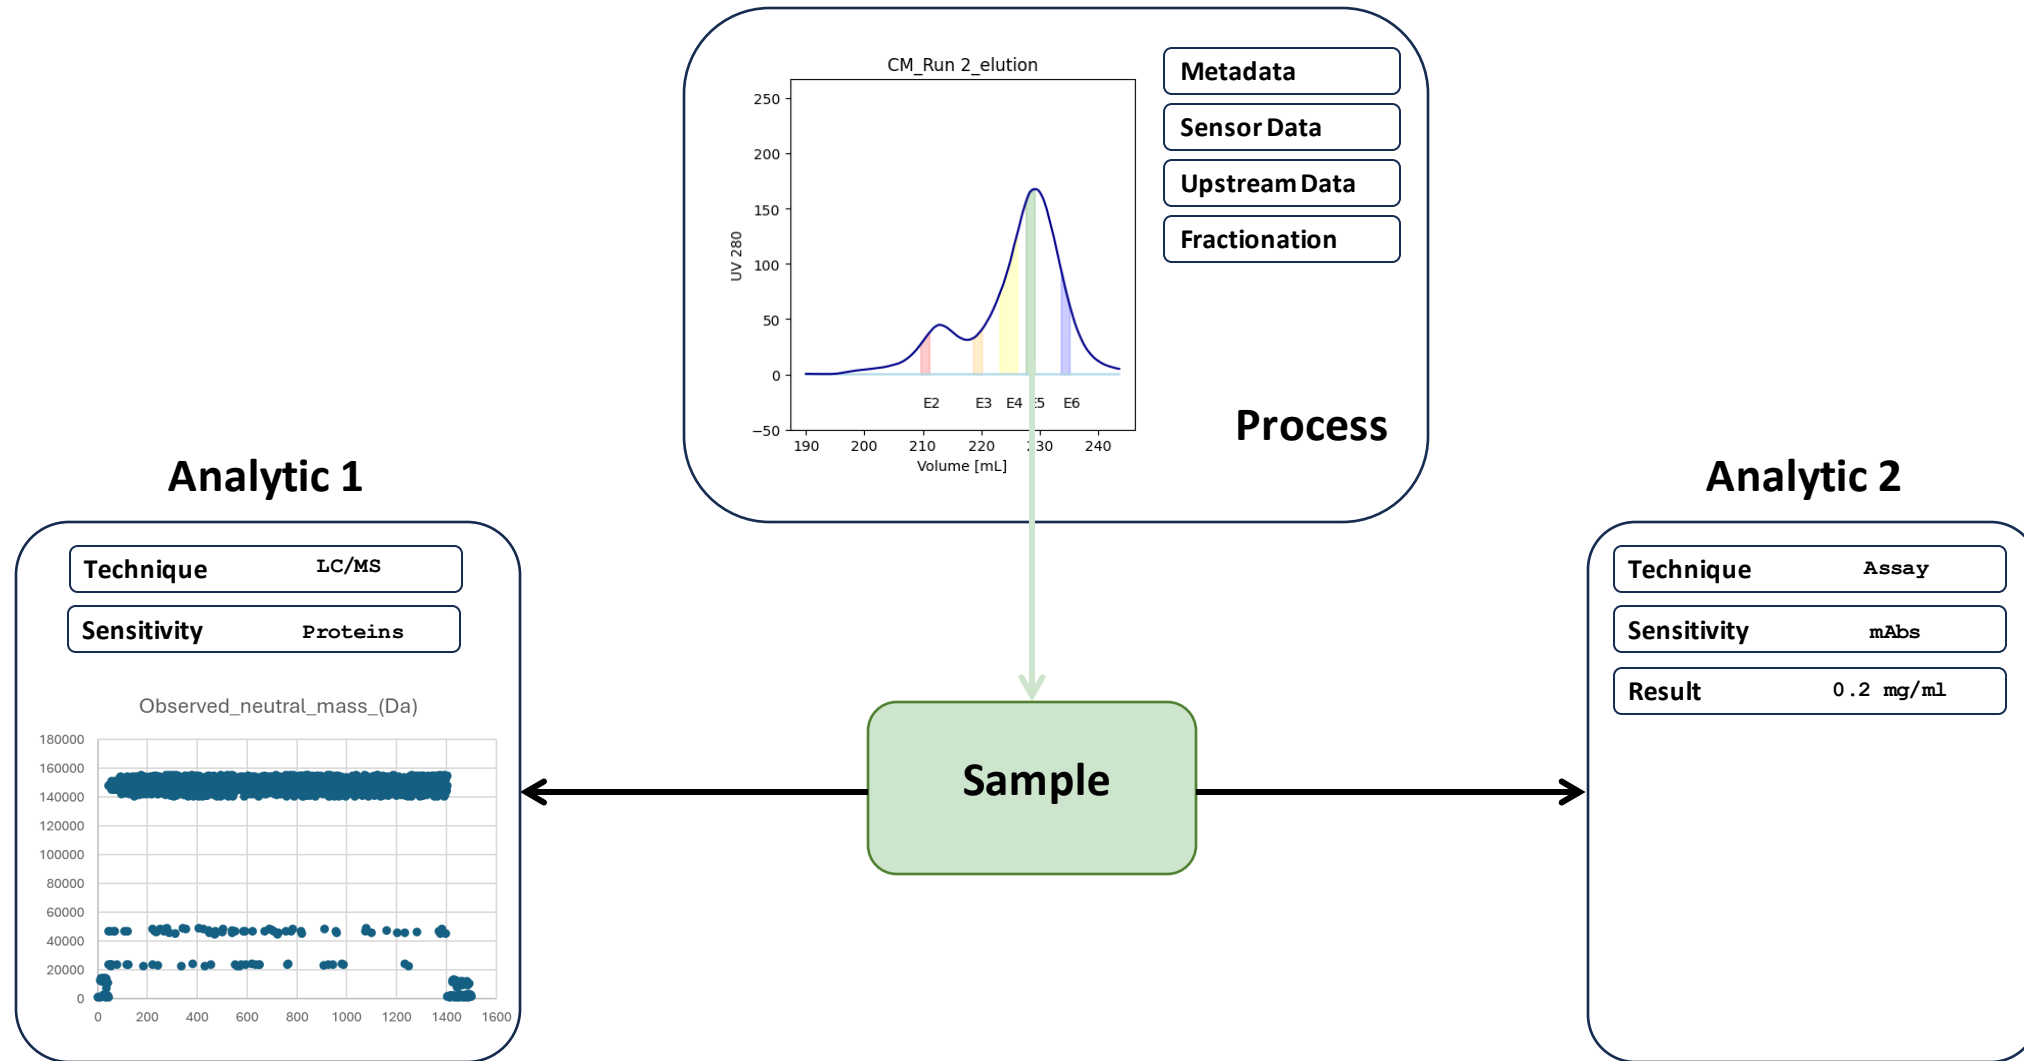 CM_Run 2_elution
250
200
150
100
50
0
−50
UV 280
E2 E3 E4 E5 E6
190 200 210 220 230 240
Volume [mL]
Metadata
Sensor Data
Upstream Data
Fractionation
Process
Analytic 1
Technique LC/MS
Sensitivity Proteins
Observed_neutral_mass_(Da)
180000
160000
140000
120000
100000
80000
60000
40000
20000
0
0 200 400 600 800 1000 1200 1400 1600
Sample
Analytic 2
Technique Assay
Sensitivity mAbs
Result 0.2 mg/ml